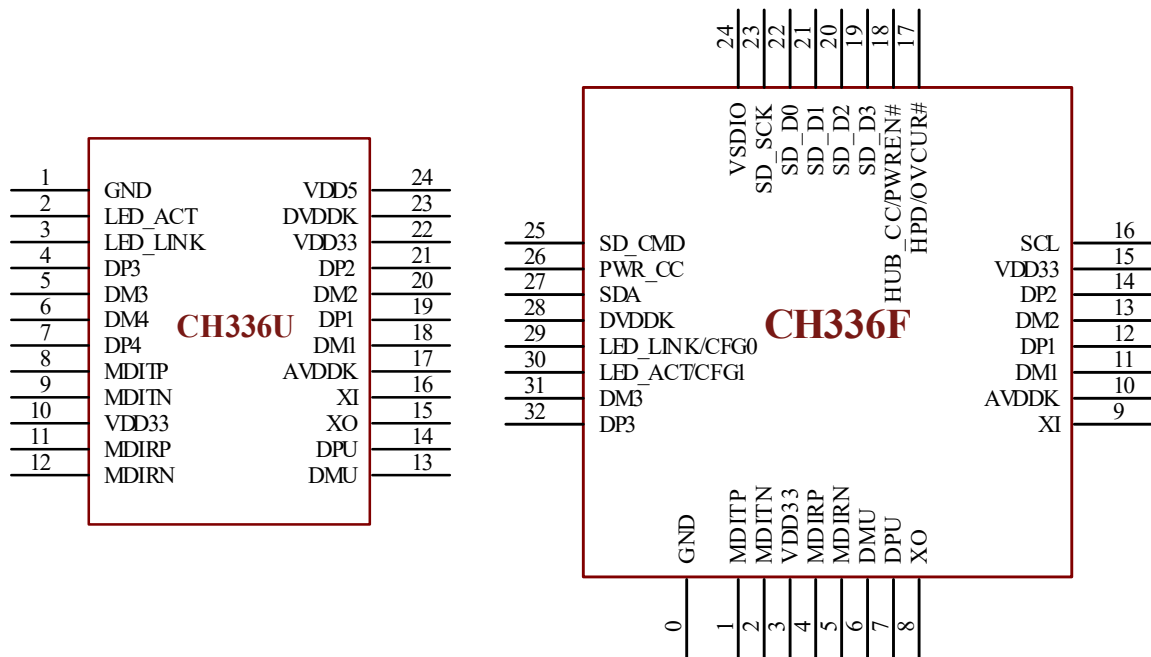 24 23 22 21 20 19 18 17
VSDIO
SD_SCK
SD_D0
SD_D1
SD_D2
SD_D3
HUB_CC/PWREN#
HPD/OVCUR#
1 GND VDD5 24
2 LED_ACT DVDDK 23
3 LED_LINK VDD33 22
4 DP3 DP2 21
5 DM3 DM2 20
6 DM4 DP1 19
7 DP4 DM1 18
8 MDITP AVDDK 17
9 MDITN XI 16
10 VDD33 XO 15
11 MDIRP DPU 14
12 MDIRN DMU 13
CH336U
25 SD_CMD SCL 16
26 PWR_CC VDD33 15
27 SDA DP2 14
28 DVDDK DM2 13
29 LED_LINK/CFG0 DP1 12
30 LED_ACT/CFG1 DM1 11
31 DM3 AVDDK 10
32 DP3 XI 9
CH336F
GND
MDITP
MDITN
VDD33
MDIRP
MDIRN
DMU
DPU
XO
0 1 2 3 4 5 6 7 8